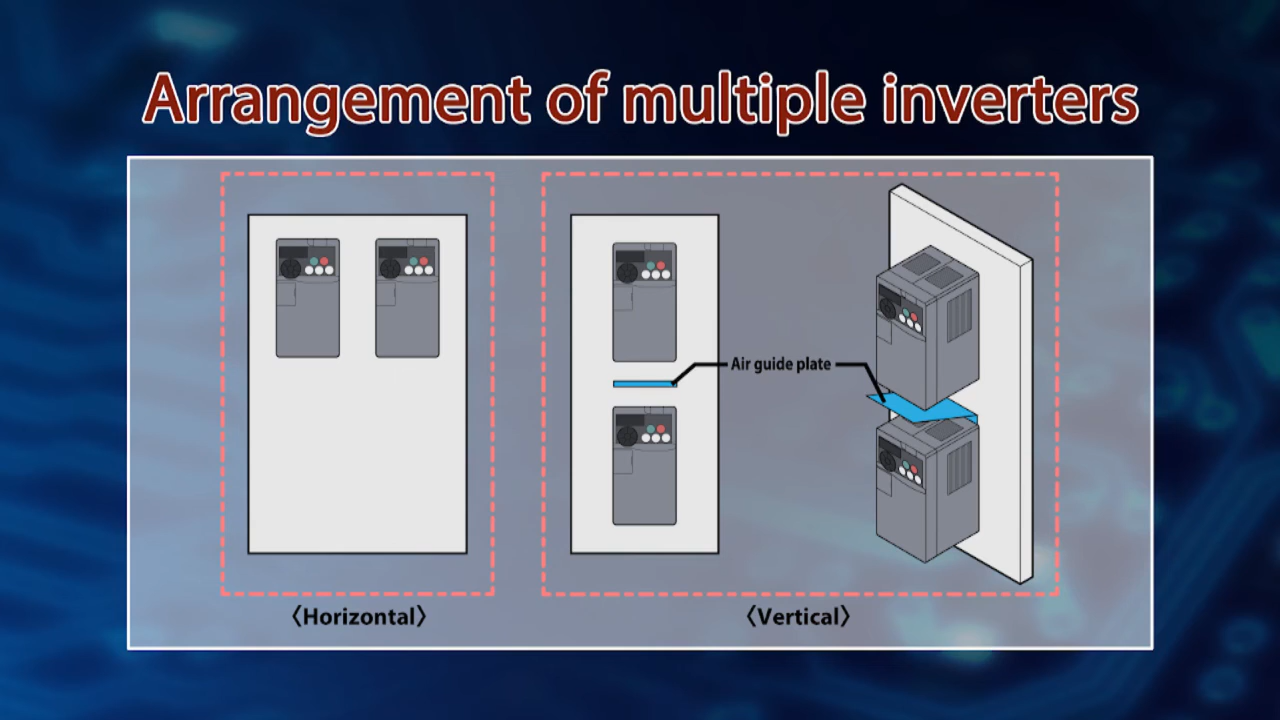 Arrangement of multiple inverters
Air guide plate
〈Horizontal〉
〈Vertical〉